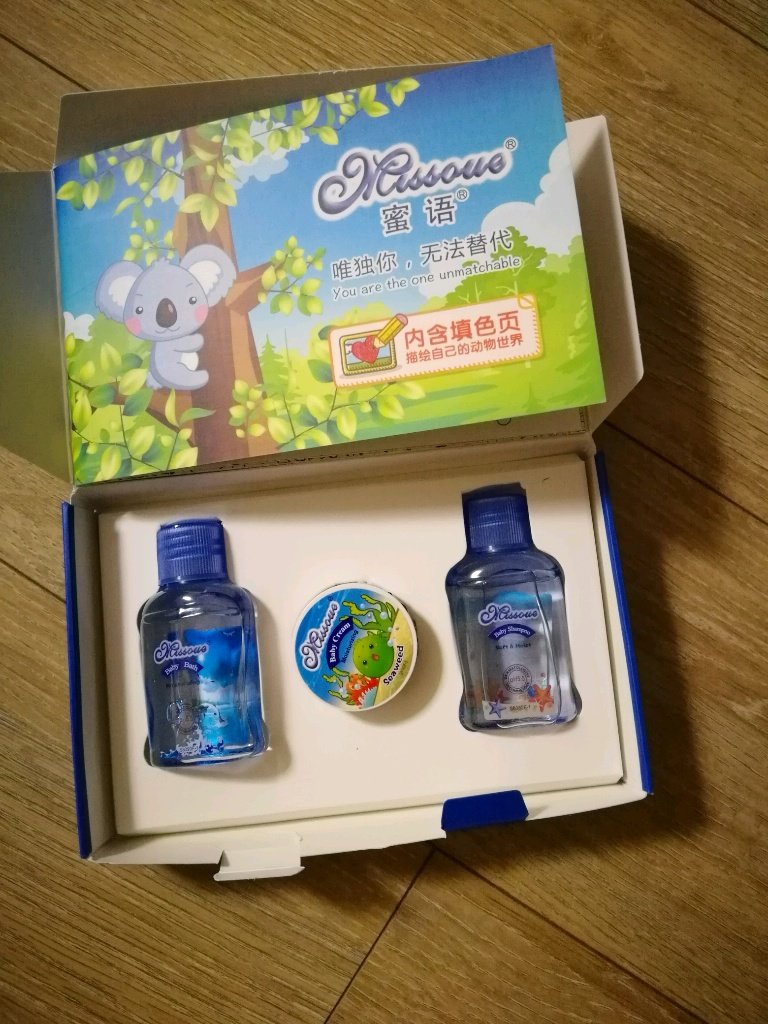 Missoue®
蜜语®
唯独你，无法替代
You are the one unmatchable
内含填色页
描绘自己的动物世界
Missoue
Baby Bath
Missoue
Baby Cream
Seaweed
Missoue
Baby Shampoo
Soft & Moist